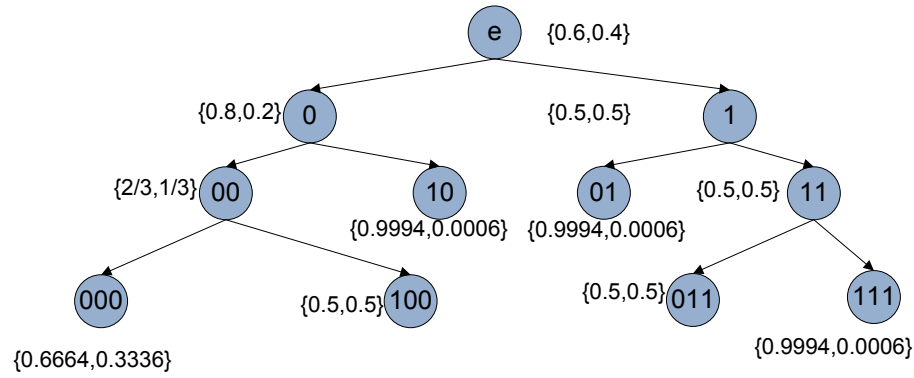 e {0.6,0.4}
{0.8,0.2} 0 {0.5,0.5} 1
{2/3,1/3} 00 10 01 {0.5,0.5} 11
{0.9994,0.0006} {0.9994,0.0006}
000 {0.5,0.5} 100 {0.5,0.5} 011 111
{0.6664,0.3336} {0.9994,0.0006}